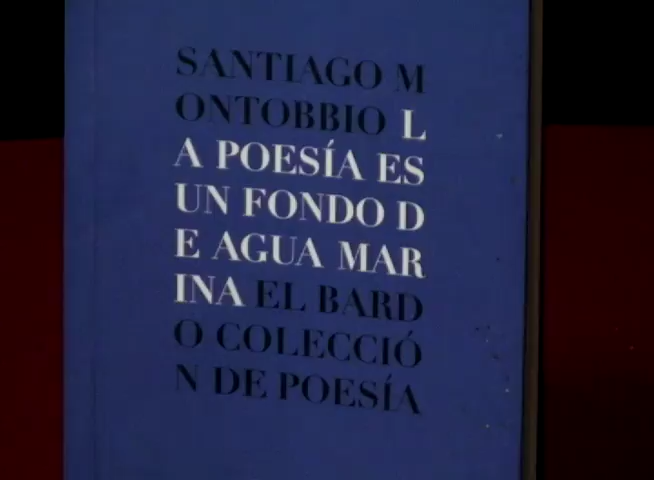 SANTIAGO M
ONTOBBIO L
A POESÍA ES
UN FONDO D
E AGUA MAR
INA EL BARD
O COLECCIÓ
N DE POESÍA